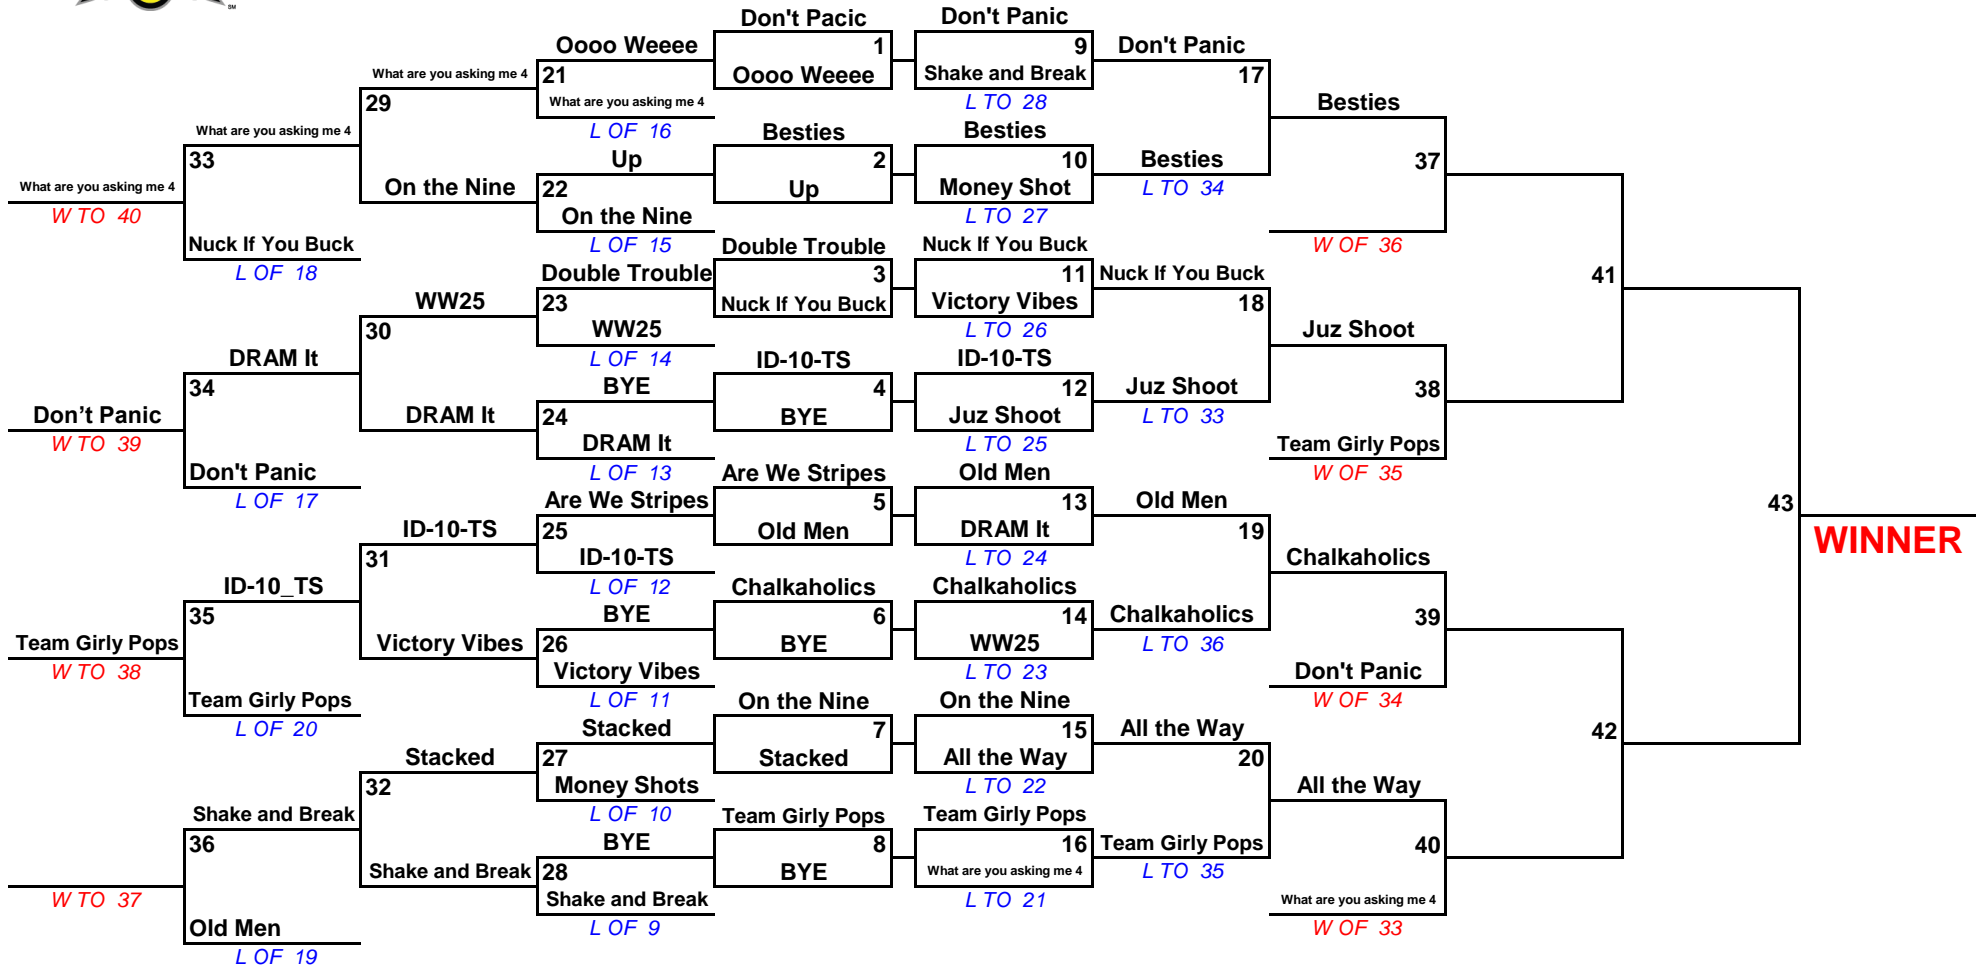 SM
Don't Pacic
Don't Panic
Oooo Weeee
1
9
Don't Panic
What are you asking me 4
21
Oooo Weeee
Shake and Break
17
29
What are you asking me 4
L TO 28
Besties
What are you asking me 4
L OF 16
Besties
Besties
33
Up
2
10
Besties
37
What are you asking me 4
On the Nine
22
Up
Money Shot
L TO 34
W TO 40
On the Nine
L TO 27
Nuck If You Buck
L OF 15
Double Trouble
Nuck If You Buck
W OF 36
L OF 18
Double Trouble
3
11
Nuck If You Buck
41
WW25
23
Nuck If You Buck
Victory Vibes
18
30
WW25
L TO 26
Juz Shoot
DRAM It
L OF 14
ID-10-TS
ID-10-TS
34
BYE
4
12
Juz Shoot
38
Don’t Panic
DRAM It
24
BYE
Juz Shoot
L TO 33
W TO 39
DRAM It
L TO 25
Team Girly Pops
Don't Panic
L OF 13
Are We Stripes
Old Men
W OF 35
L OF 17
Are We Stripes
5
13
Old Men
43
ID-10-TS
25
Old Men
DRAM It
19
WINNER
31
ID-10-TS
L TO 24
Chalkaholics
ID-10_TS
L OF 12
Chalkaholics
Chalkaholics
35
BYE
6
14
Chalkaholics
39
Team Girly Pops
Victory Vibes
26
BYE
WW25
L TO 36
W TO 38
Victory Vibes
L TO 23
Don't Panic
Team Girly Pops
L OF 11
On the Nine
On the Nine
W OF 34
L OF 20
Stacked
7
15
All the Way
42
Stacked
27
Stacked
All the Way
20
32
Money Shots
L TO 22
All the Way
Shake and Break
L OF 10
Team Girly Pops
Team Girly Pops
36
BYE
8
16
Team Girly Pops
40
Shake and Break
28
BYE
What are you asking me 4
L TO 35
W TO 37
Shake and Break
L TO 21
What are you asking me 4
Old Men
L OF 9
W OF 33
L OF 19